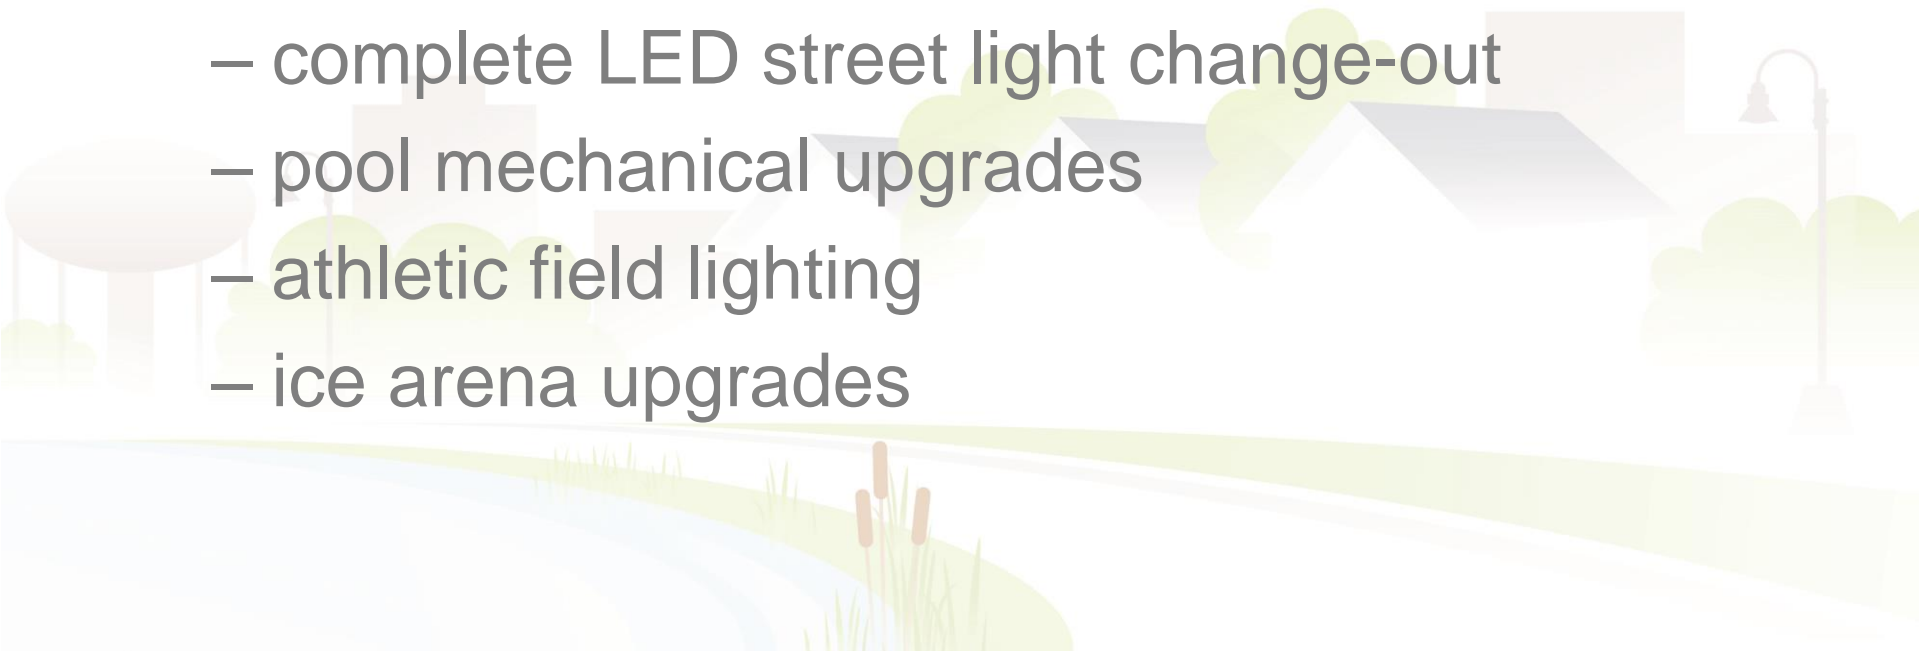 – complete LED street light change-out
– pool mechanical upgrades
– athletic field lighting
– ice arena upgrades